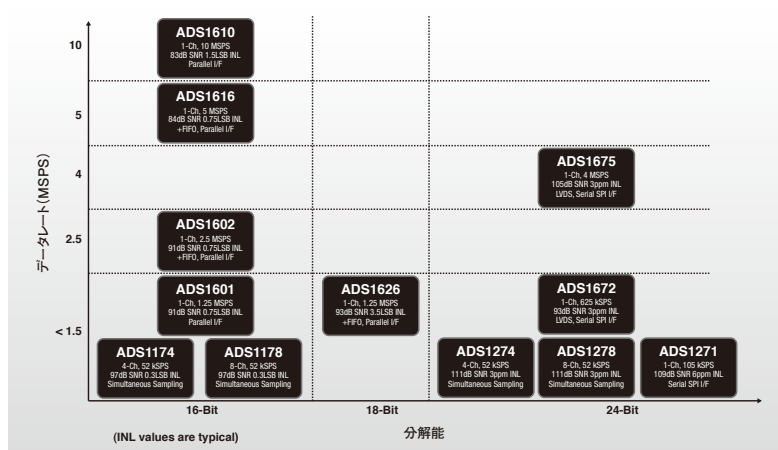 データレート(MSPS)
10
ADS1610
1-Ch, 10 MSPS
83dB SNR 1.5LSB INL
Parallel I/F
5
ADS1616
1-Ch, 5 MSPS
84dB SNR 0.75LSB INL
+FIFO, Parallel I/F
4
ADS1675
1-Ch, 4 MSPS
105dB SNR 3ppm INL
LVDS, Serial SPI I/F
2.5
ADS1602
1-Ch, 2.5 MSPS
91dB SNR 0.75LSB INL
+FIFO, Parallel I/F
< 1.5
ADS1601
1-Ch, 1.25 MSPS
91dB SNR 0.75LSB INL
Parallel I/F
ADS1626
1-Ch, 1.25 MSPS
93dB SNR 3.5LSB INL
+FIFO, Parallel I/F
ADS1672
1-Ch, 625 kSPS
93dB SNR 3ppm INL
LVDS, Serial SPI I/F
ADS1174
4-Ch, 52 kSPS
97dB SNR 0.3LSB INL
Simultaneous Sampling
ADS1178
8-Ch, 52 kSPS
97dB SNR 0.3LSB INL
Simultaneous Sampling
ADS1274
4-Ch, 52 kSPS
111dB SNR 3ppm INL
Simultaneous Sampling
ADS1278
8-Ch, 52 kSPS
111dB SNR 3ppm INL
Simultaneous Sampling
ADS1271
1-Ch, 105 kSPS
109dB SNR 6ppm INL
Serial SPI I/F
16-Bit
18-Bit
24-Bit
(INL values are typical)
分解能